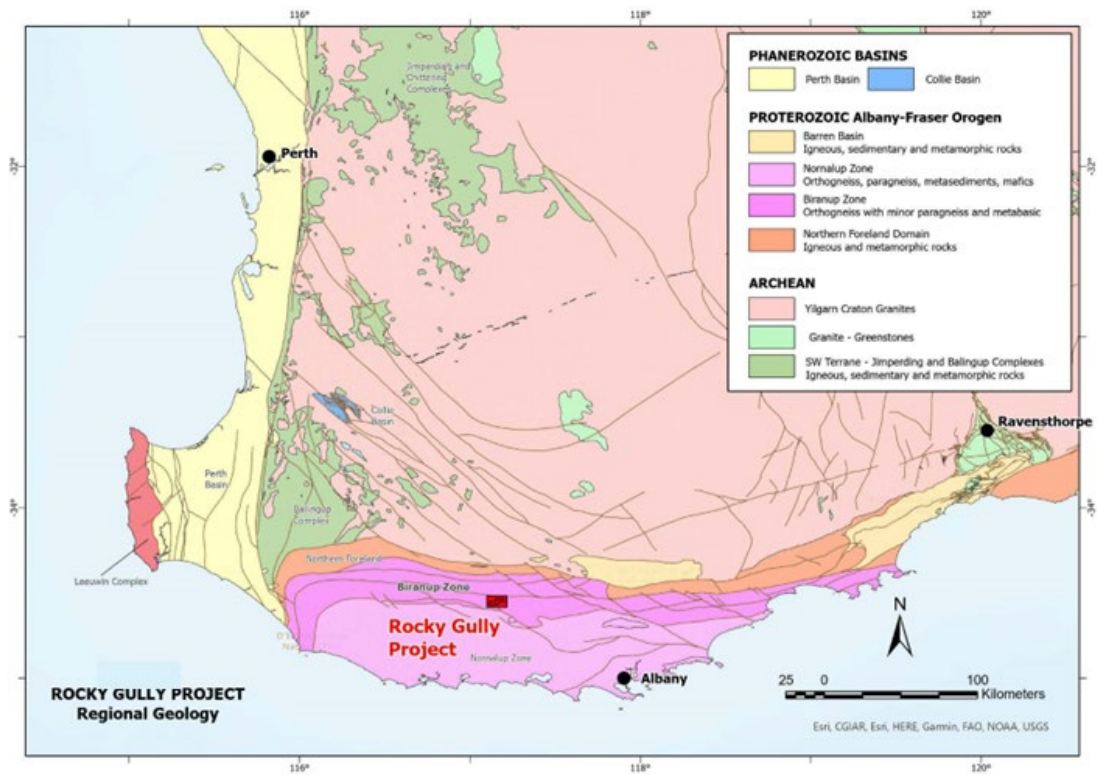 116°
118°
120°
PHANEROZOIC BASINS
Perth Basin
Collie Basin
PROTEROZOIC Albany-Fraser Orogen
Barren Basin
Igneous, sedimentary and metamorphic rocks
Nornalup Zone
Orthogneiss, paragneiss, metasediments, mafics
Biranup Zone
Orthogneiss with minor paragneiss and metabasic
Northern Foreland Domain
Igneous and metamorphic rocks
ARCHEAN
Yilgarn Craton Granites
Granite - Greenstones
SW Terrane - Jimperding and Balingup Complexes
Igneous, sedimentary and metamorphic rocks
Jimperding and
Chittering
Complexes
-32°
-32°
Perth
Collie
Basin
Ravensthorpe
Perth
Basin
Balingup
Complex
-34°
-34°
Northern Foreland
Leeuwin Complex
Biranup Zone
Rocky Gully
Project
Nornalup Zone
Albany
N
ROCKY GULLY PROJECT
Regional Geology
25 0 100
Kilometers
Esri, CGIAR, Esri, HERE, Garmin, FAO, NOAA, USGS
116°
118°
120°